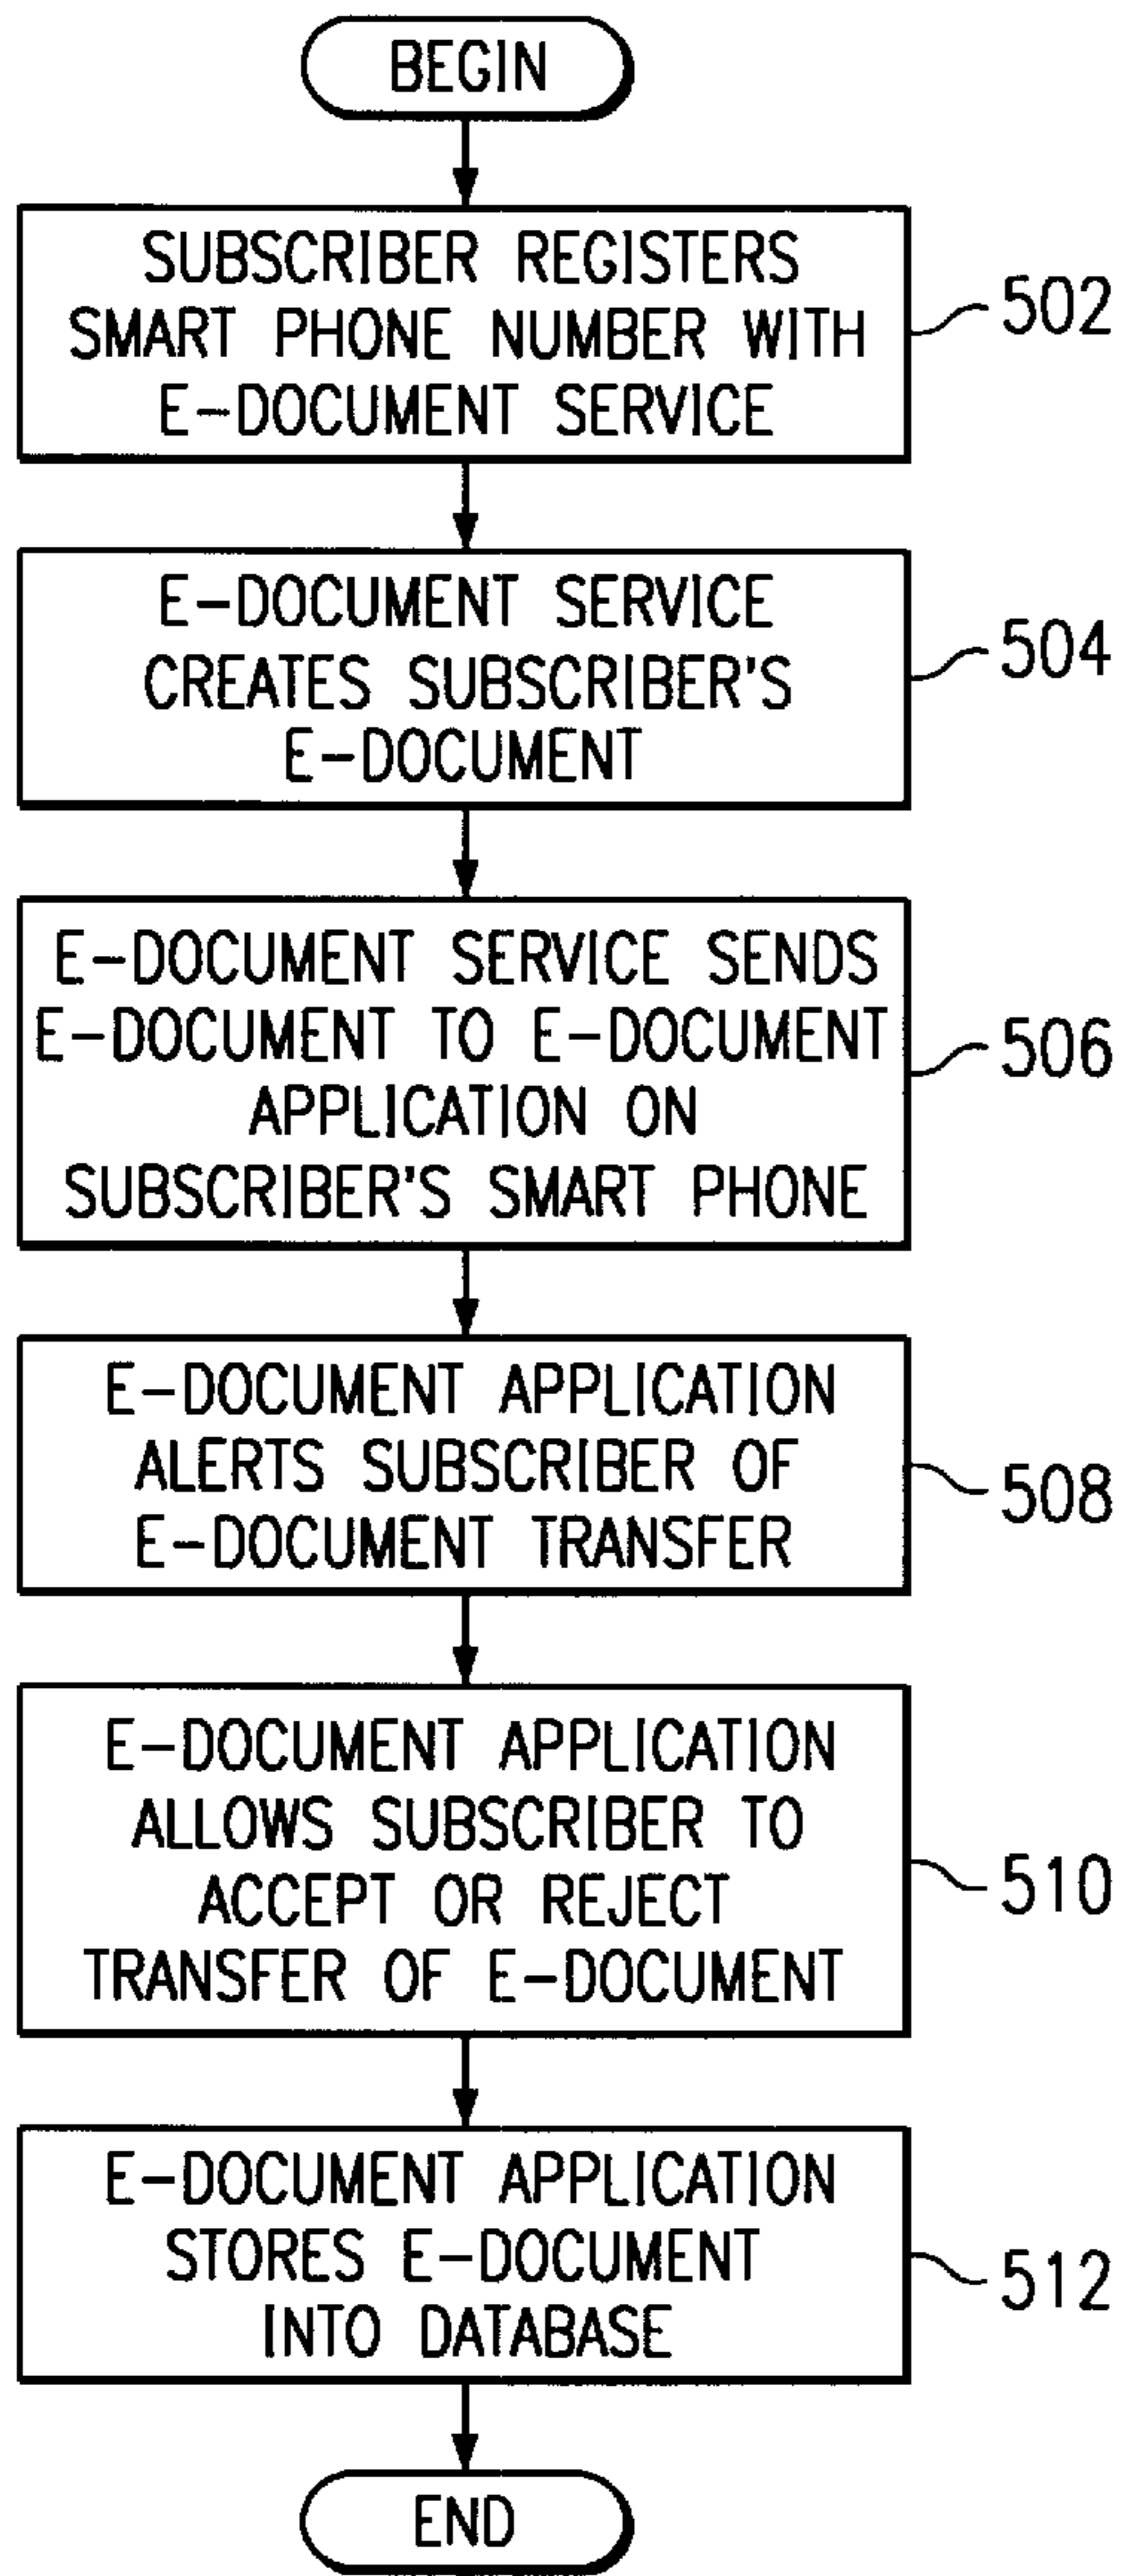 BEGIN
SUBSCRIBER REGISTERS
SMART PHONE NUMBER WITH
E-DOCUMENT SERVICE
502
E-DOCUMENT SERVICE
CREATES SUBSCRIBER'S
E-DOCUMENT
504
E-DOCUMENT SERVICE SENDS
E-DOCUMENT TO E-DOCUMENT
APPLICATION ON
SUBSCRIBER'S SMART PHONE
506
E-DOCUMENT APPLICATION
ALERTS SUBSCRIBER OF
E-DOCUMENT TRANSFER
508
E-DOCUMENT APPLICATION
ALLOWS SUBSCRIBER TO
ACCEPT OR REJECT
TRANSFER OF E-DOCUMENT
510
E-DOCUMENT APPLICATION
STORES E-DOCUMENT
INTO DATABASE
512
END